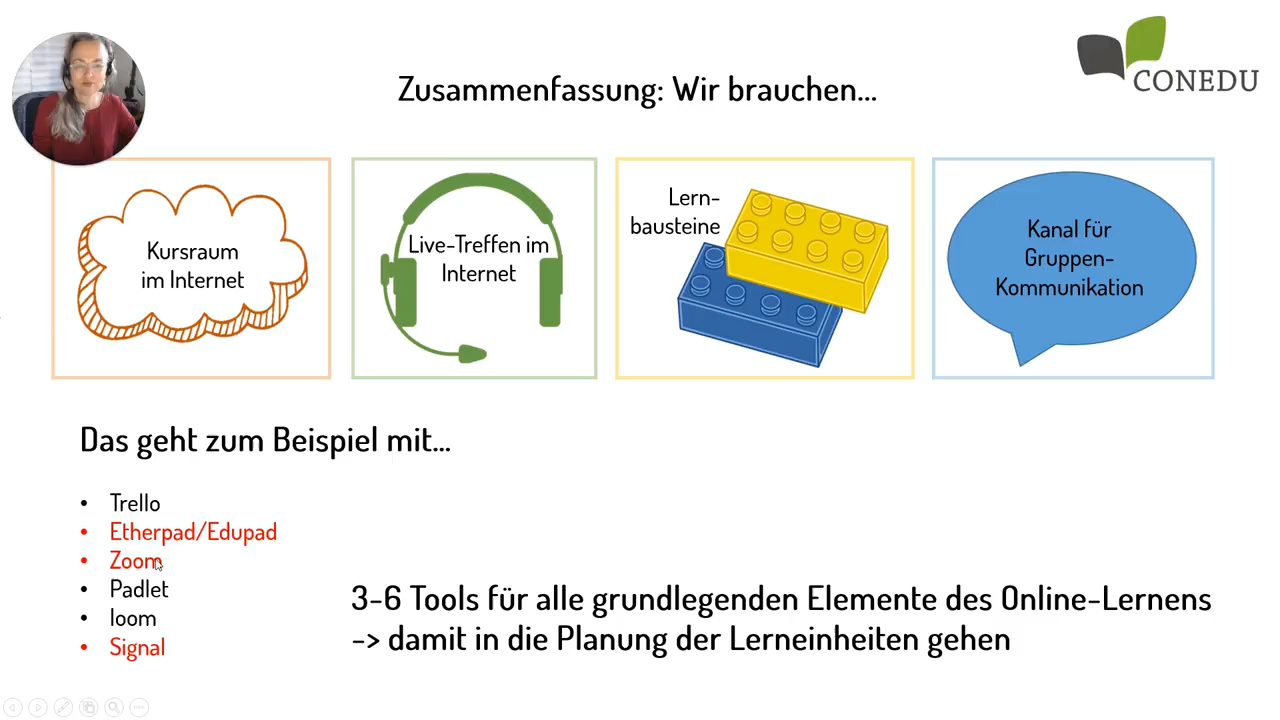 CONEDU
Zusammenfassung: Wir brauchen...
Kursraum
im Internet
Live-Treffen im
Internet
Lern-
bausteine
Kanal für
Gruppen-
Kommunikation
Das geht zum Beispiel mit...
• Trello
• Etherpad/Edupad
• Zoom
• Padlet
• loom
• Signal
3-6 Tools für alle grundlegenden Elemente des Online-Lernens
-> damit in die Planung der Lerneinheiten gehen